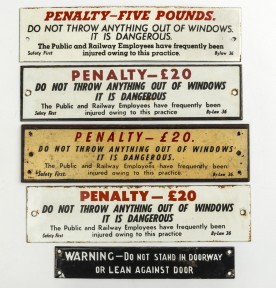 PENALTY—FIVE POUNDS.
DO NOT THROW ANYTHING OUT OF WINDOWS.
IT IS DANGEROUS.
The Public and Railway Employees have frequently been
injured owing to this practice.
Safety First
Bylaw 36
PENALTY—£20
DO NOT THROW ANYTHING OUT OF WINDOWS
IT IS DANGEROUS
The Public and Railway Employees have frequently been
injured owing to this practice
Safety First
By-Law 36
PENALTY—£20.
DO NOT THROW ANYTHING OUT OF WINDOWS.
IT IS DANGEROUS.
The Public and Railway Employees have frequently been
injured owing to this practice.
Safety First.
By-Law 36.
PENALTY—£20
DO NOT THROW ANYTHING OUT OF WINDOWS
IT IS DANGEROUS
The Public and Railway Employees have frequently been
injured owing to this practice
Safety First
By-Law 36
WARNING—DO NOT STAND IN DOORWAY
OR LEAN AGAINST DOOR